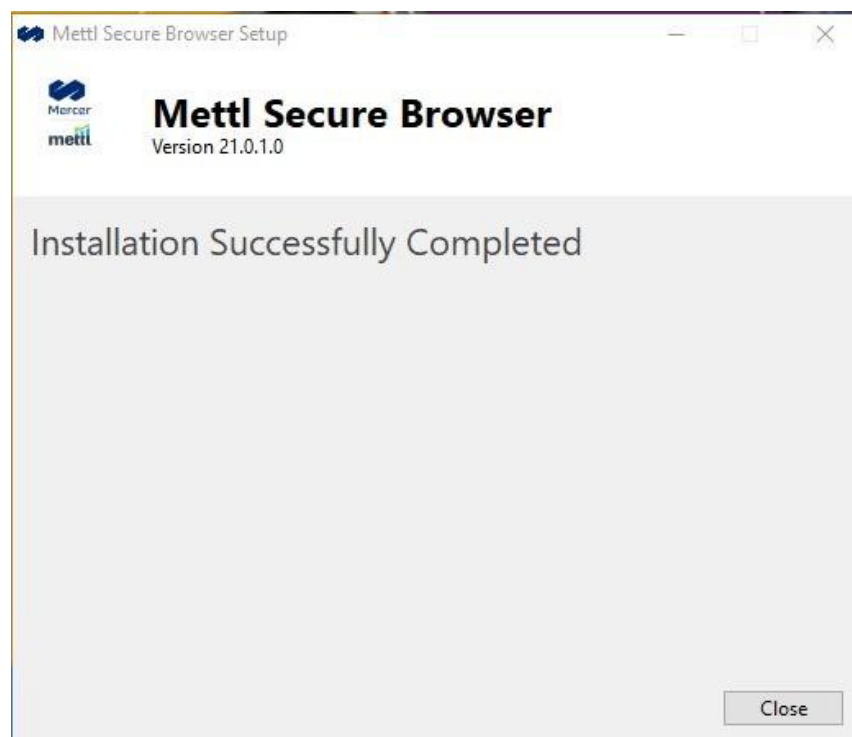 Mettl Secure Browser Setup
Mercer
mettl
Mettl Secure Browser
Version 21.0.1.0
Installation Successfully Completed
Close